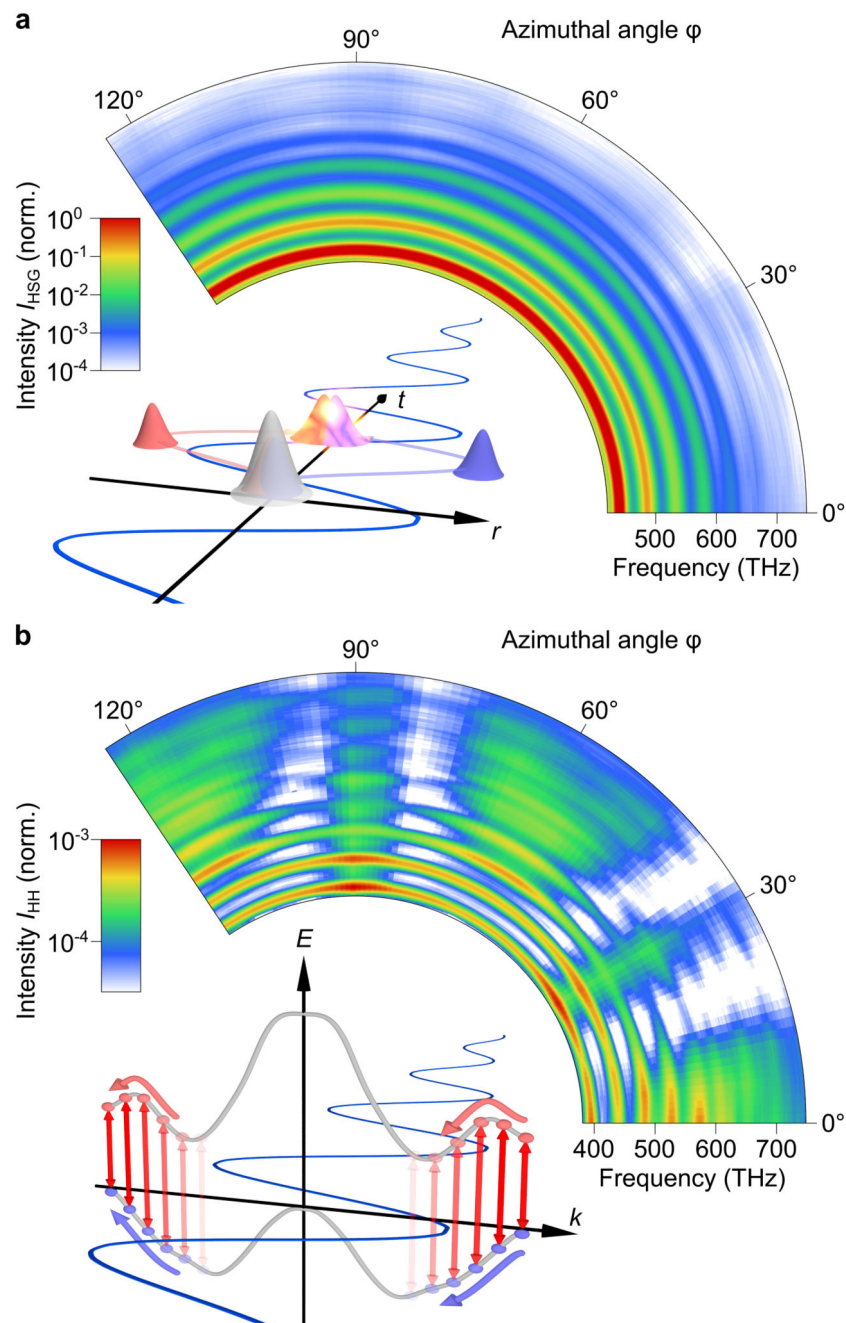 a
Azimuthal angle φ
90°
120°
60°
30°
0°
Intensity I_HSG (norm.)
10⁰
10⁻¹
10⁻²
10⁻³
10⁻⁴
t
r
500 600 700
Frequency (THz)
b
Azimuthal angle φ
90°
120°
60°
30°
0°
Intensity I_HH (norm.)
10⁻³
10⁻⁴
E
k
400 500 600 700
Frequency (THz)